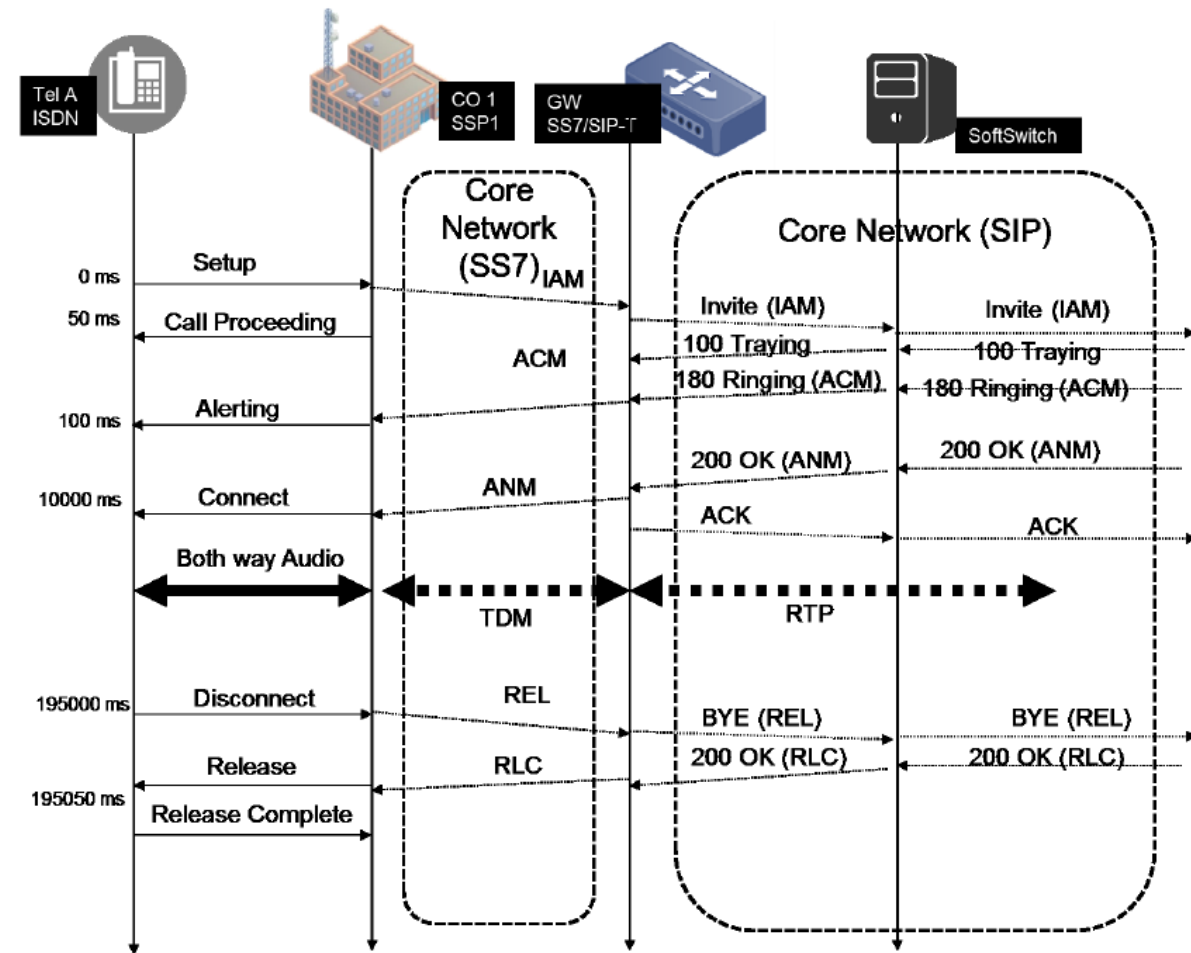 Tel A
ISDN
CO 1
SSP1
GW
SS7/SIP-T
SoftSwitch
Core
Network
(SS7)
Core Network (SIP)
0 ms
Setup
IAM
Invite (IAM)
Invite (IAM)
50 ms
Call Proceeding
ACM
100 Traying
100 Traying
180 Ringing (ACM)
180 Ringing (ACM)
100 ms
Alerting
200 OK (ANM)
200 OK (ANM)
10000 ms
Connect
ANM
ACK
ACK
Both way Audio
TDM
RTP
195000 ms
Disconnect
REL
BYE (REL)
BYE (REL)
Release
RLC
200 OK (RLC)
200 OK (RLC)
195050 ms
Release Complete